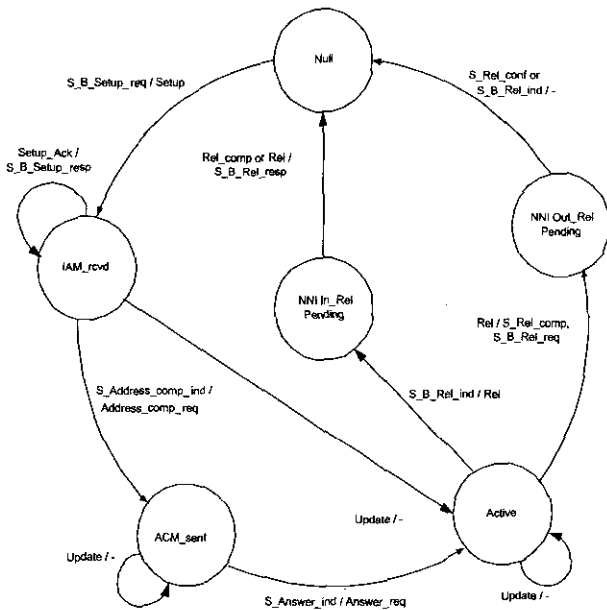 Null
S_B_Setup_req / Setup
S_Rel_conf or
S_B_Rel_ind / -
Setup_Ack /
S_B_Setup_resp
Rel_comp or Rel /
S_B_Rel_resp
NNI Out_Rel
Pending
IAM_rcvd
NNI In_Rel
Pending
Rel / S_Rel_comp,
S_B_Rel_req
S_Address_comp_ind /
Address_comp_req
S_B_Rel_ind / Rel
Update / -
Active
ACM_sent
Update / -
S_Answer_ind / Answer_req
Update / -